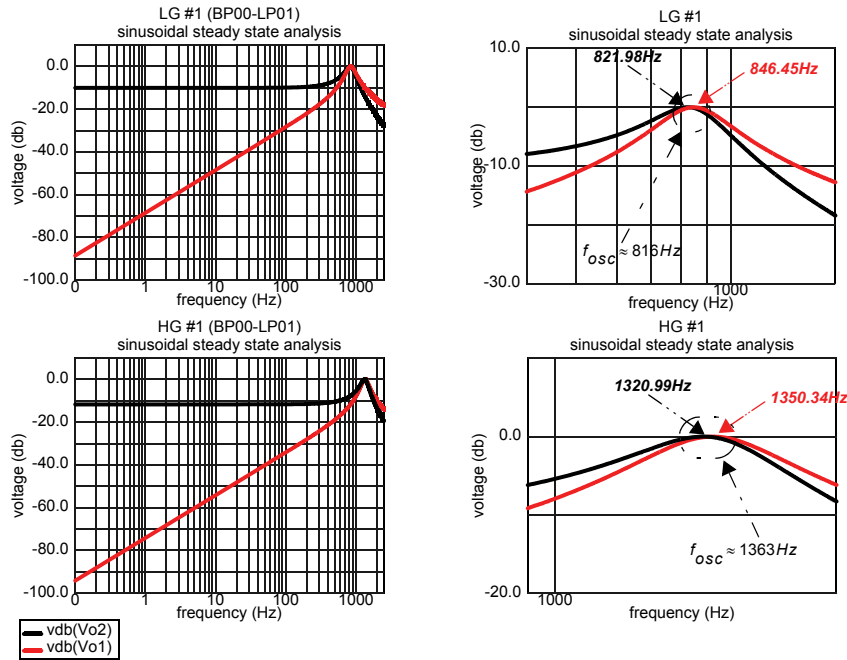 LG #1 (BP00-LP01)
sinusoidal steady state analysis
0.0
-20.0
-40.0
-60.0
-80.0
-100.0
voltage (db)
0
1
10
100
1000
frequency (Hz)
LG #1
sinusoidal steady state analysis
10.0
-10.0
-30.0
voltage (db)
821.98Hz
846.45Hz
fosc ≈ 816Hz
1000
frequency (Hz)
HG #1 (BP00-LP01)
sinusoidal steady state analysis
0.0
-20.0
-40.0
-60.0
-80.0
-100.0
voltage (db)
0
1
10
100
1000
frequency (Hz)
HG #1
sinusoidal steady state analysis
0.0
-20.0
voltage (db)
1320.99Hz
1350.34Hz
fosc ≈ 1363Hz
1000
frequency (Hz)
vdb(Vo2)
vdb(Vo1)